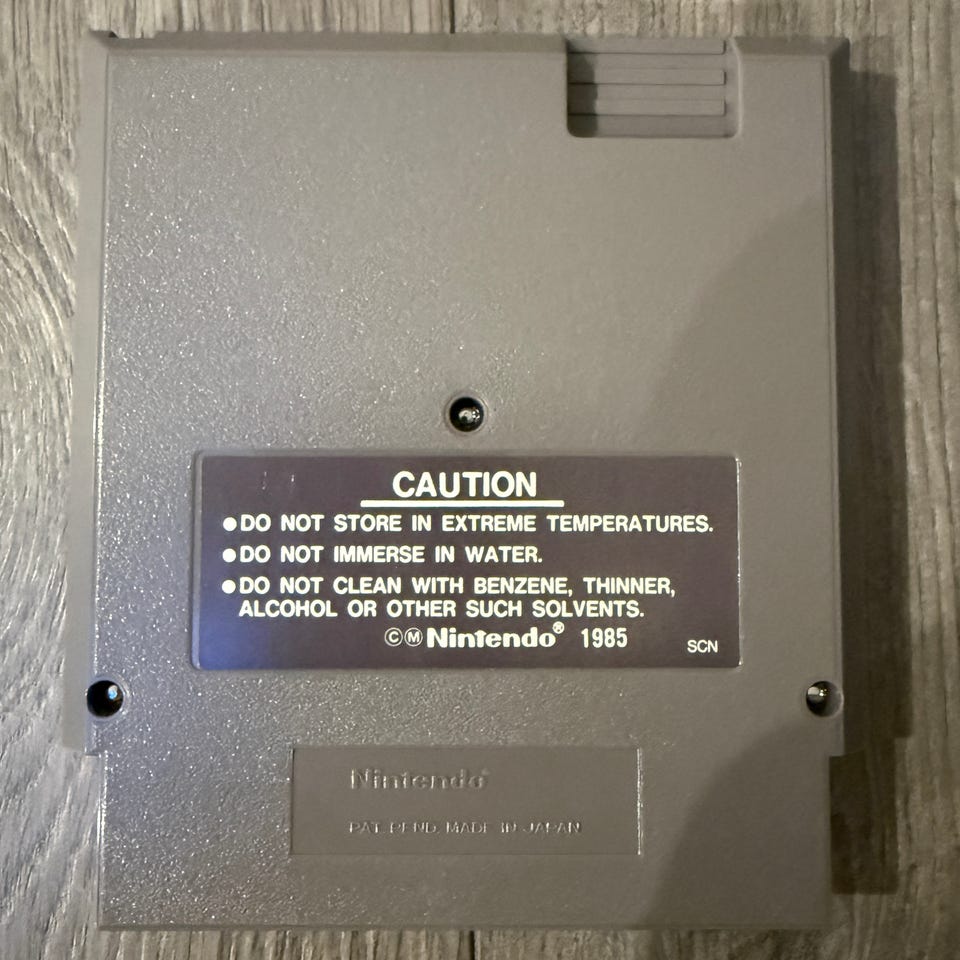 CAUTION
●DO NOT STORE IN EXTREME TEMPERATURES.
●DO NOT IMMERSE IN WATER.
●DO NOT CLEAN WITH BENZENE, THINNER,
ALCOHOL OR OTHER SUCH SOLVENTS.
©Ⓜ Nintendo® 1985
SCN
Nintendo®
PAT. PEND. MADE IN JAPAN